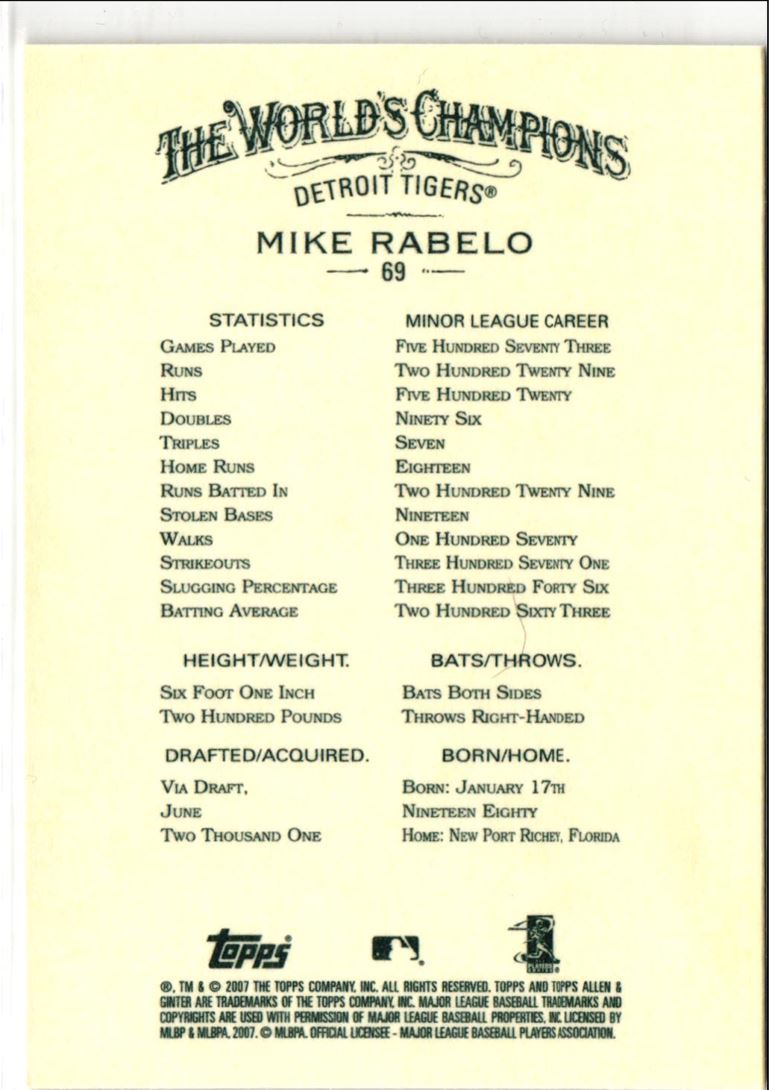 THE WORLD'S CHAMPIONS
DETROIT TIGERS®
MIKE RABELO
69
STATISTICS MINOR LEAGUE CAREER
GAMES PLAYED FIVE HUNDRED SEVENTY THREE
RUNS TWO HUNDRED TWENTY NINE
HITS FIVE HUNDRED TWENTY
DOUBLES NINETY SIX
TRIPLES SEVEN
HOME RUNS EIGHTEEN
RUNS BATTED IN TWO HUNDRED TWENTY NINE
STOLEN BASES NINETEEN
WALKS ONE HUNDRED SEVENTY
STRIKEOUTS THREE HUNDRED SEVENTY ONE
SLUGGING PERCENTAGE THREE HUNDRED FORTY SIX
BATTING AVERAGE TWO HUNDRED SIXTY THREE
HEIGHT/WEIGHT. BATS/THROWS.
SIX FOOT ONE INCH BATS BOTH SIDES
TWO HUNDRED POUNDS THROWS RIGHT-HANDED
DRAFTED/ACQUIRED. BORN/HOME.
VIA DRAFT, BORN: JANUARY 17TH
JUNE NINETEEN EIGHTY
TWO THOUSAND ONE HOME: NEW PORT RICHEY, FLORIDA
Topps®
®, TM & © 2007 THE TOPPS COMPANY, INC. ALL RIGHTS RESERVED. TOPPS AND TOPPS ALLEN &
GINTER ARE TRADEMARKS OF THE TOPPS COMPANY, INC. MAJOR LEAGUE BASEBALL TRADEMARKS AND
COPYRIGHTS ARE USED WITH PERMISSION OF MAJOR LEAGUE BASEBALL PROPERTIES, INC. LICENSED BY
MLBP & MLBPA, 2007. © MLBPA. OFFICIAL LICENSEE - MAJOR LEAGUE BASEBALL PLAYERS ASSOCIATION.